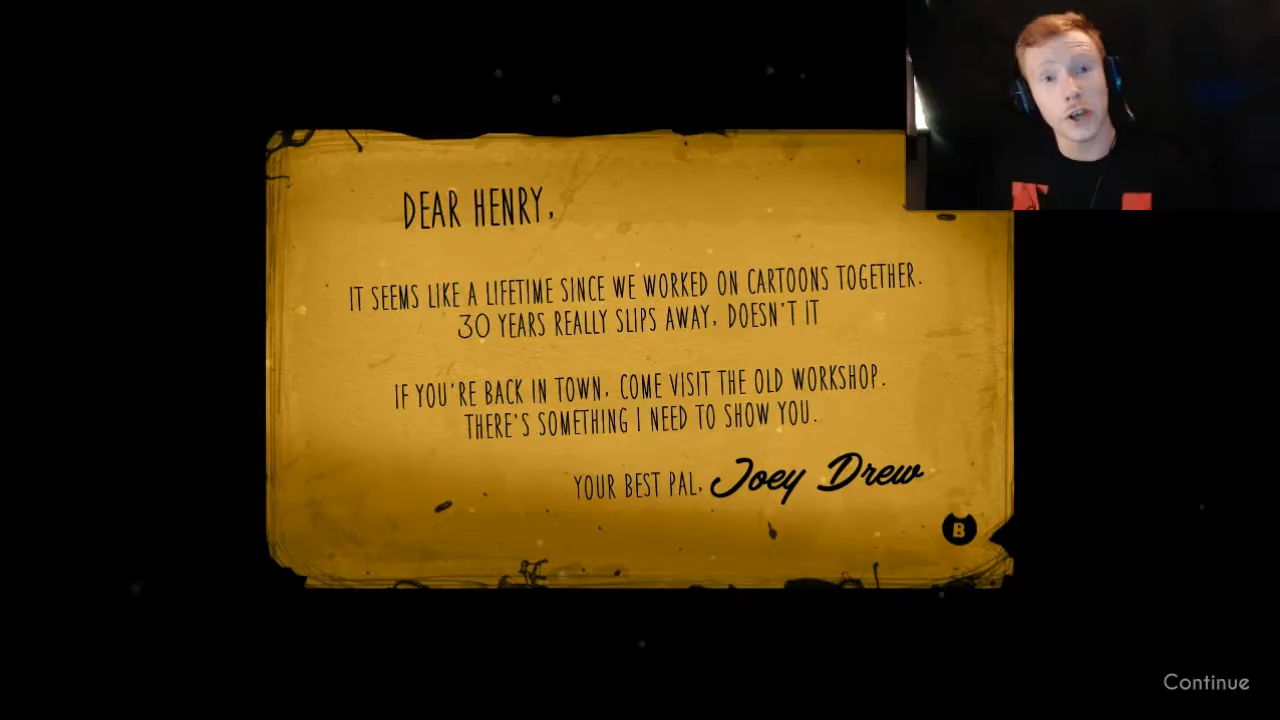 DEAR HENRY,
IT SEEMS LIKE A LIFETIME SINCE WE WORKED ON CARTOONS TOGETHER.
30 YEARS REALLY SLIPS AWAY, DOESN'T IT
IF YOU'RE BACK IN TOWN, COME VISIT THE OLD WORKSHOP.
THERE'S SOMETHING I NEED TO SHOW YOU.
YOUR BEST PAL, Joey Drew
B
Continue